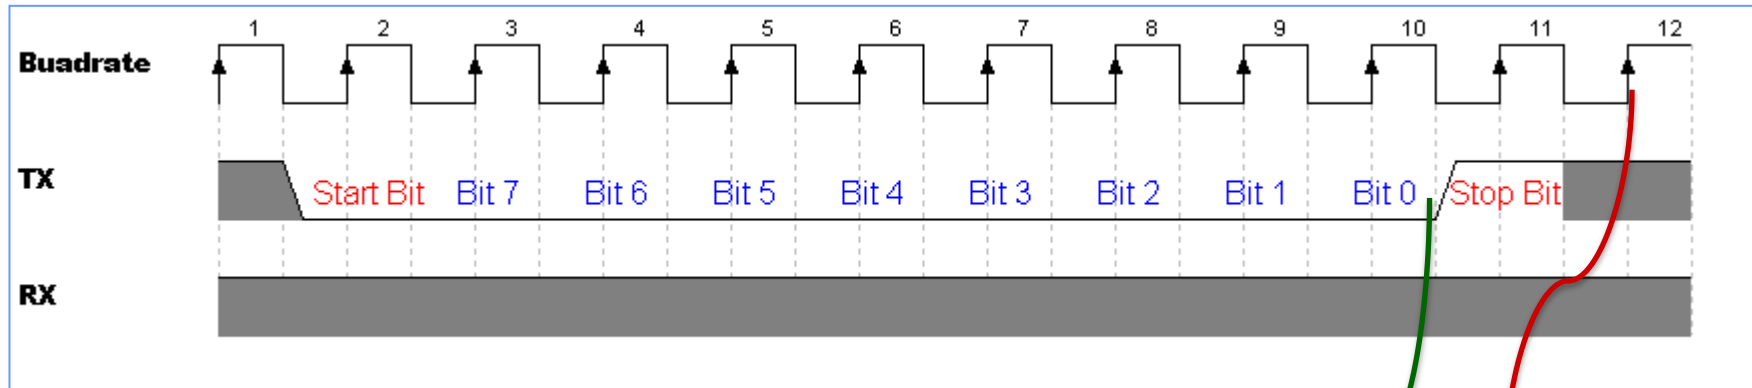 1 2 3 4 5 6 7 8 9 10 11 12
Buadrate
TX Start Bit Bit 7 Bit 6 Bit 5 Bit 4 Bit 3 Bit 2 Bit 1 Bit 0 Stop Bit
RX